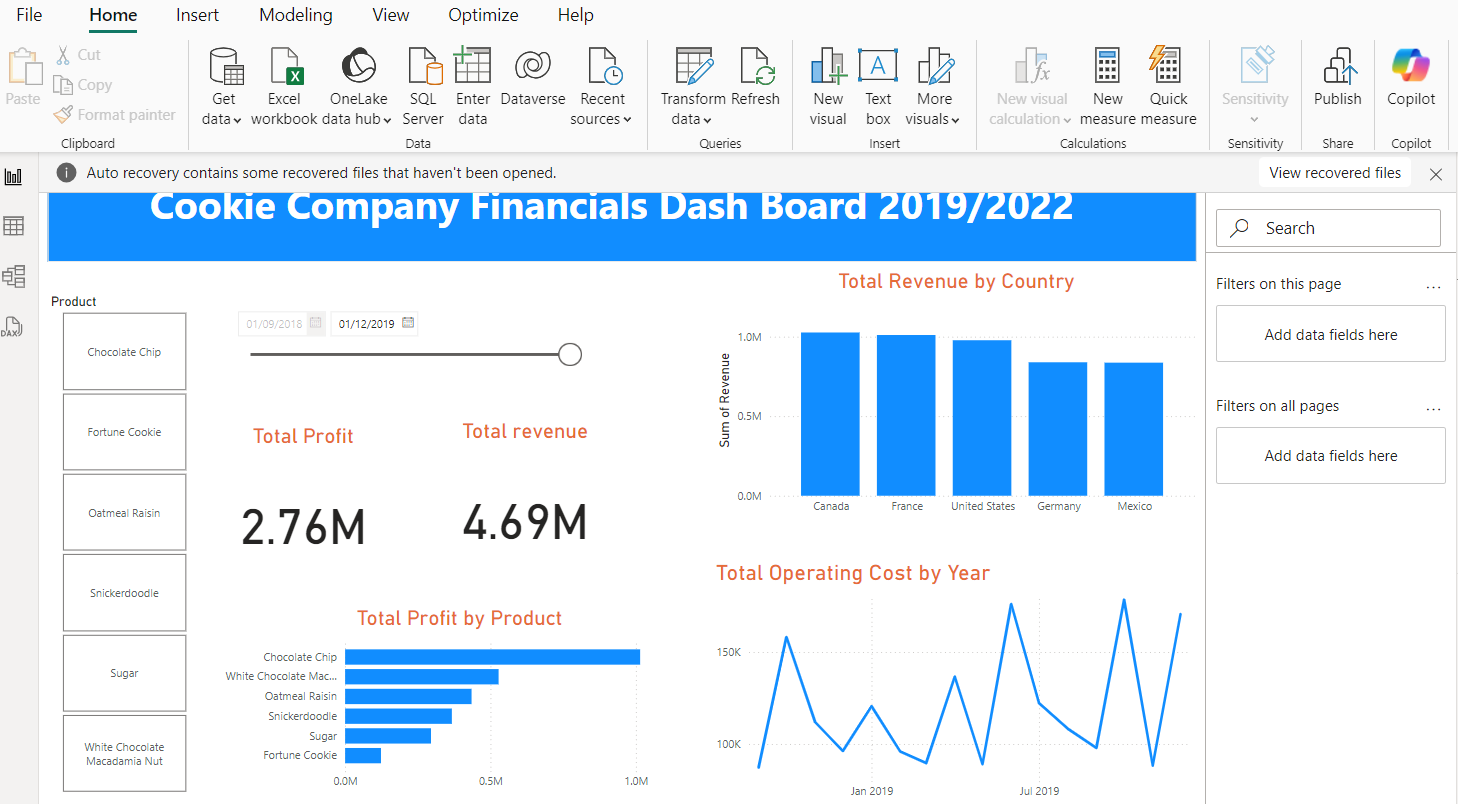 File Home Insert Modeling View Optimize Help
Paste
Cut
Copy
Format painter
Clipboard
Get
data
Excel
workbook
OneLake
data hub
SQL
Server
Enter
data
Dataverse
Recent
sources
Data
Transform
data
Refresh
Queries
New
visual
Text
box
More
visuals
Insert
New visual
calculation
New
measure
Quick
measure
Calculations
Sensitivity
Sensitivity
Publish
Share
Copilot
Copilot
Auto recovery contains some recovered files that haven't been opened.
View recovered files
DAX
Cookie Company Financials Dash Board 2019/2022
Product
Chocolate Chip
Fortune Cookie
Oatmeal Raisin
Snickerdoodle
Sugar
White Chocolate
Macadamia Nut
01/09/2018
01/12/2019
Total Profit
2.76M
Total revenue
4.69M
Total Profit by Product
Chocolate Chip
White Chocolate Mac...
Oatmeal Raisin
Snickerdoodle
Sugar
Fortune Cookie
0.0M 0.5M 1.0M
Total Revenue by Country
Sum of Revenue
1.0M
0.5M
0.0M
Canada France United States Germany Mexico
Total Operating Cost by Year
150K
100K
Jan 2019 Jul 2019
Search
Filters on this page
...
Add data fields here
Filters on all pages
...
Add data fields here